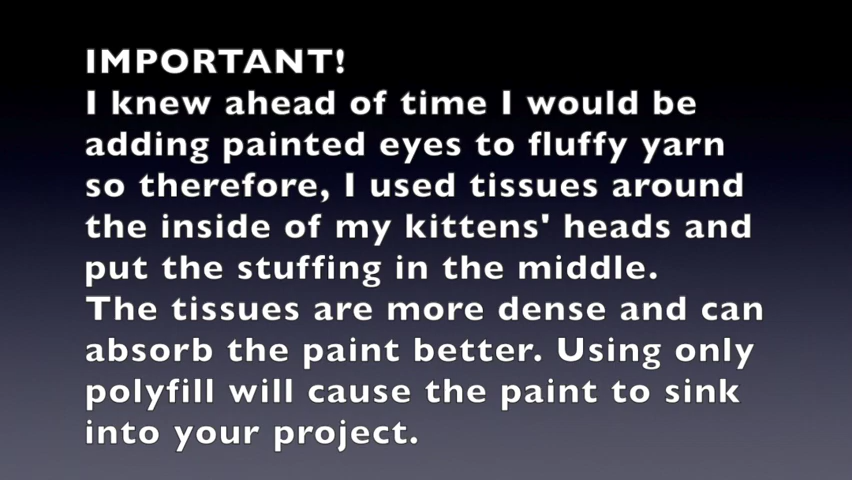 IMPORTANT!
I knew ahead of time I would be
adding painted eyes to fluffy yarn
so therefore, I used tissues around
the inside of my kittens' heads and
put the stuffing in the middle.
The tissues are more dense and can
absorb the paint better. Using only
polyfill will cause the paint to sink
into your project.